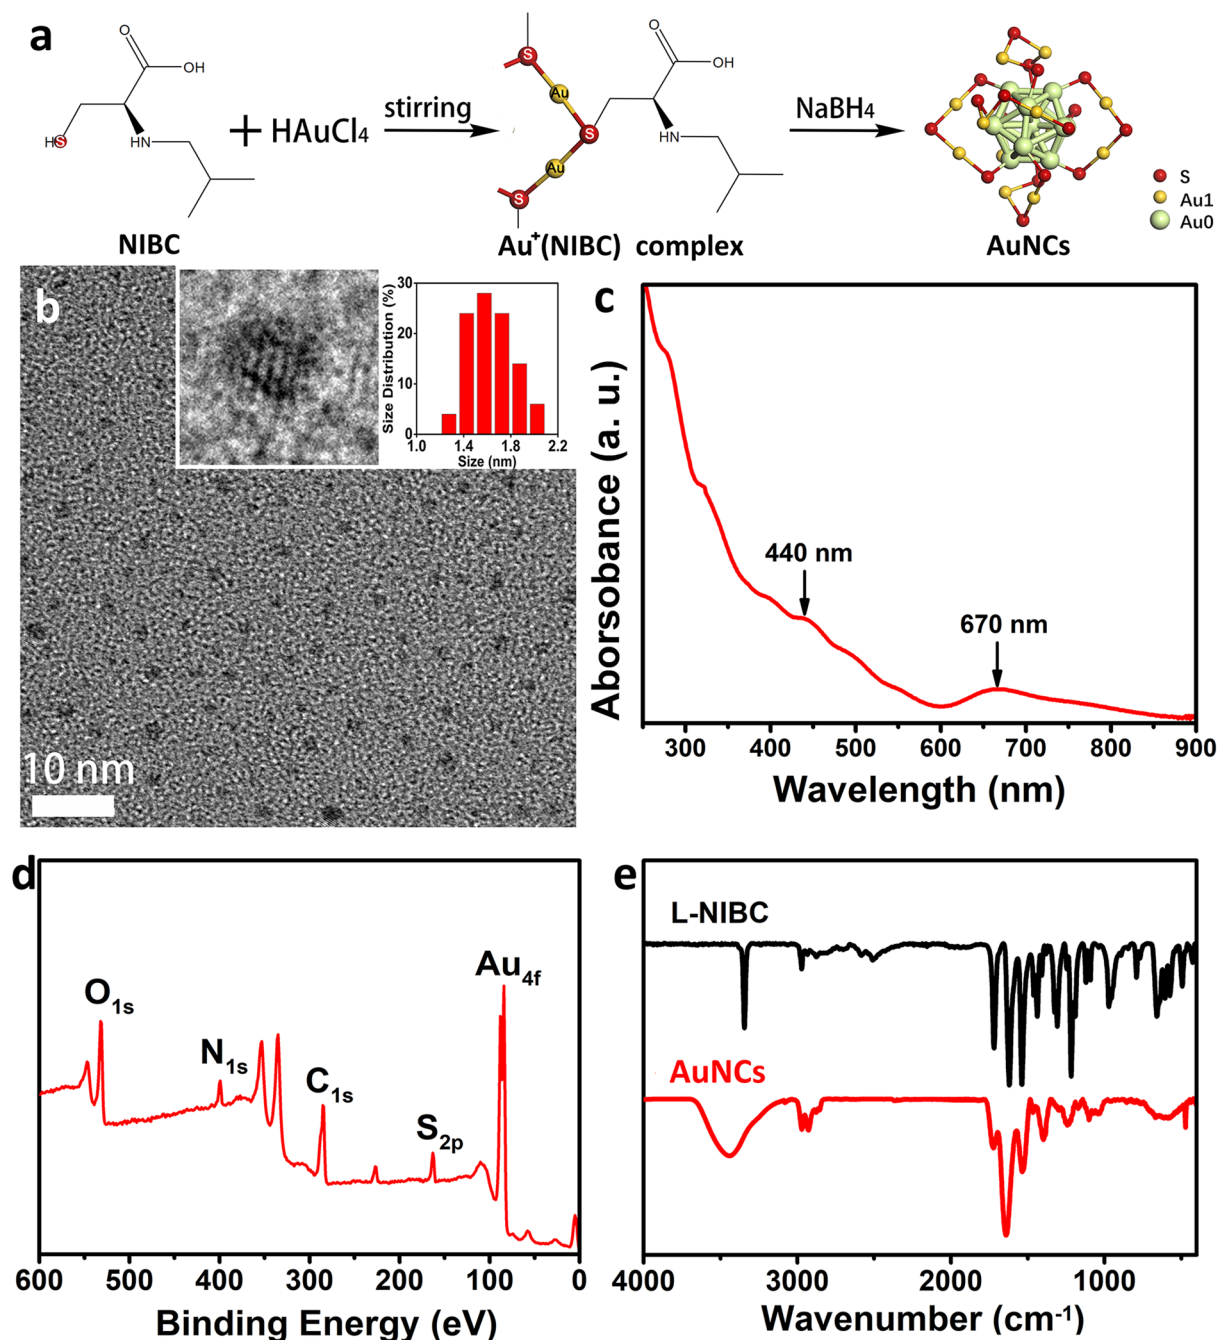 a
O
OH
HS
HN
NIBC
+
HAuCl4
stirring
S
Au
S
Au
S
O
OH
HN
Au+(NIBC) complex
NaBH4
AuNCs
S
Au1
Au0
b
Size Distribution (%)
30
20
10
0
1.0 1.4 1.8 2.2
Size (nm)
10 nm
c
Aborsobance (a. u.)
440 nm
670 nm
300 400 500 600 700 800 900
Wavelength (nm)
d
O1s
N1s
C1s
S2p
Au4f
600 500 400 300 200 100 0
Binding Energy (eV)
e
L-NIBC
AuNCs
4000 3000 2000 1000
Wavenumber (cm-1)